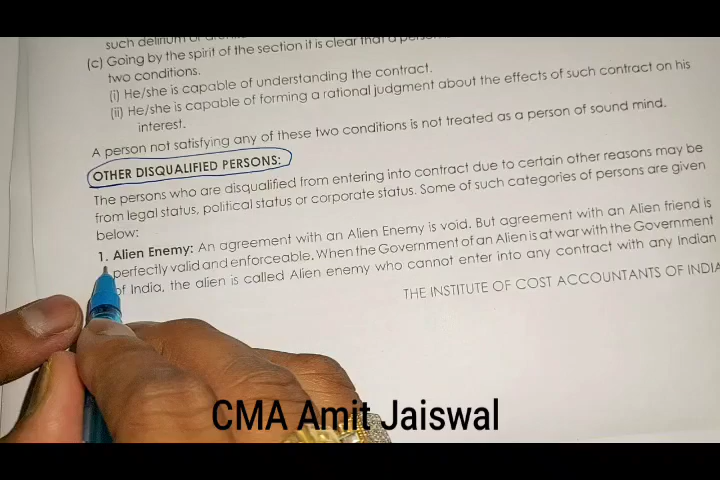 such delirium or
(c) Going by the spirit of the section it is clear that a
two conditions.
(i) He/she is capable of understanding the contract.
(ii) He/she is capable of forming a rational judgment about the effects of such contract on his
interest.
A person not satisfying any of these two conditions is not treated as a person of sound mind.
OTHER DISQUALIFIED PERSONS:
The persons who are disqualified from entering into contract due to certain other reasons may be
from legal status, political status or corporate status. Some of such categories of persons are given
below:
1. Alien Enemy: An agreement with an Alien Enemy is void. But agreement with an Alien friend is
perfectly valid and enforceable. When the Government of an Alien is at war with the Government
of India, the alien is called Alien enemy who cannot enter into any contract with any Indian
THE INSTITUTE OF COST ACCOUNTANTS OF INDIA
CMA Amit Jaiswal